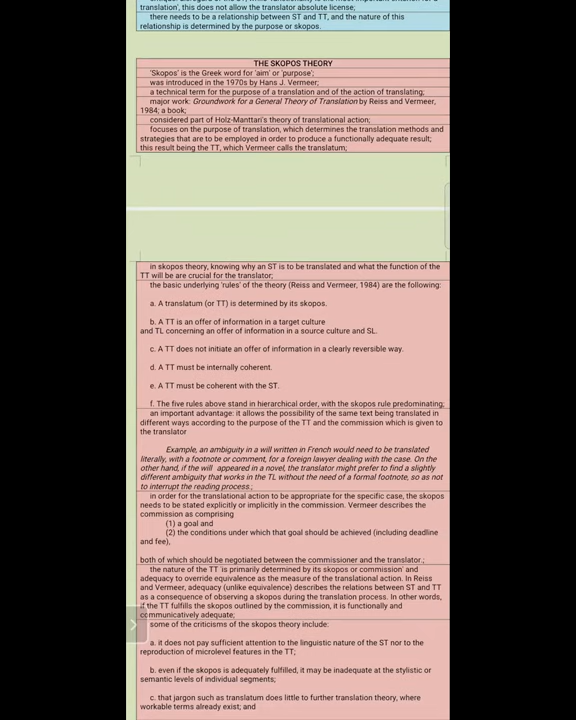 translation', this does not allow the translator absolute license;
there needs to be a relationship between ST and TT, and the nature of this
relationship is determined by the purpose or skopos.
THE SKOPOS THEORY
'Skopos' is the Greek word for 'aim' or 'purpose';
was introduced in the 1970s by Hans J. Vermeer;
a technical term for the purpose of a translation and of the action of translating;
major work: Groundwork for a General Theory of Translation by Reiss and Vermeer,
1984; a book;
considered part of Holz-Manttari's theory of translational action;
focuses on the purpose of translation, which determines the translation methods and
strategies that are to be employed in order to produce a functionally adequate result;
this result being the TT, which Vermeer calls the translatum;
in skopos theory, knowing why an ST is to be translated and what the function of the
TT will be are crucial for the translator;
the basic underlying 'rules' of the theory (Reiss and Vermeer, 1984) are the following:
a. A translatum (or TT) is determined by its skopos.
b. A TT is an offer of information in a target culture
and TL concerning an offer of information in a source culture and SL.
c. A TT does not initiate an offer of information in a clearly reversible way.
d. A TT must be internally coherent.
e. A TT must be coherent with the ST.
f. The five rules above stand in hierarchical order, with the skopos rule predominating;
an important advantage: it allows the possibility of the same text being translated in
different ways according to the purpose of the TT and the commission which is given to
the translator
Example, an ambiguity in a will written in French would need to be translated
literally, with a footnote or comment, for a foreign lawyer dealing with the case. On the
other hand, if the will appeared in a novel, the translator might prefer to find a slightly
different ambiguity that works in the TL without the need of a formal footnote, so as not
to interrupt the reading process.;
in order for the translational action to be appropriate for the specific case, the skopos
needs to be stated explicitly or implicitly in the commission. Vermeer describes the
commission as comprising
(1) a goal and
(2) the conditions under which that goal should be achieved (including deadline
and fee),
both of which should be negotiated between the commissioner and the translator.;
the nature of the TT 'is primarily determined by its skopos or commission' and
adequacy to override equivalence as the measure of the translational action. In Reiss
and Vermeer, adequacy (unlike equivalence) describes the relations between ST and TT
as a consequence of observing a skopos during the translation process. In other words,
if the TT fulfills the skopos outlined by the commission, it is functionally and
communicatively adequate;
some of the criticisms of the skopos theory include:
a. it does not pay sufficient attention to the linguistic nature of the ST nor to the
reproduction of microlevel features in the TT;
b. even if the skopos is adequately fulfilled, it may be inadequate at the stylistic or
semantic levels of individual segments;
c. that jargon such as translatum does little to further translation theory, where
workable terms already exist; and